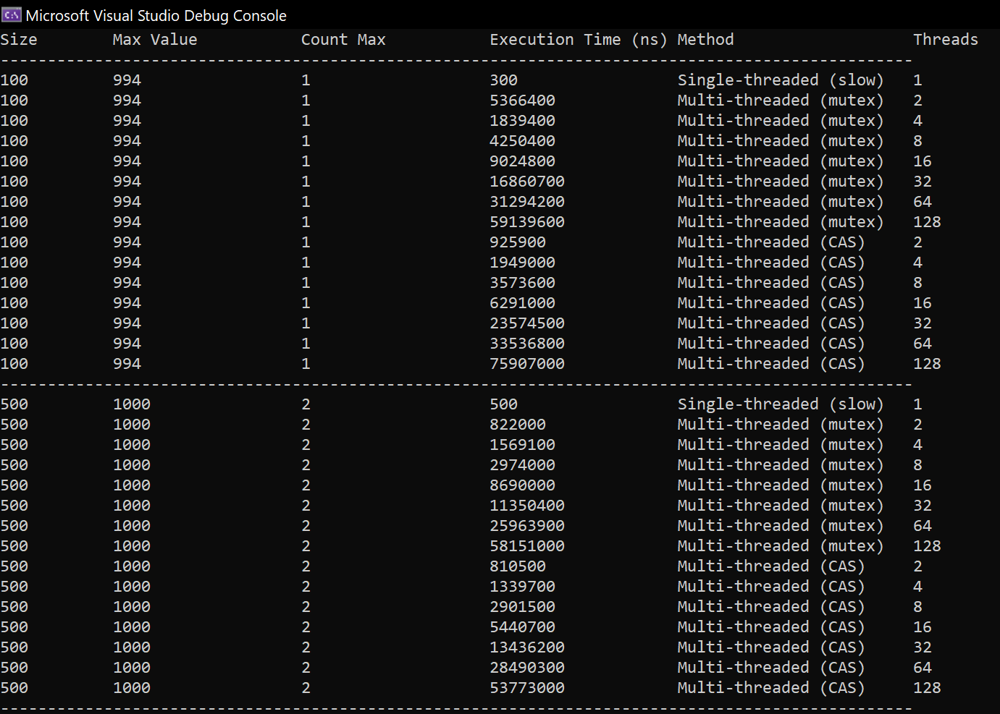 Microsoft Visual Studio Debug Console
Size Max Value Count Max Execution Time (ns) Method Threads
-------------------------------------------------------------------------------------------------
100 994 1 300 Single-threaded (slow) 1
100 994 1 5366400 Multi-threaded (mutex) 2
100 994 1 1839400 Multi-threaded (mutex) 4
100 994 1 4250400 Multi-threaded (mutex) 8
100 994 1 9024800 Multi-threaded (mutex) 16
100 994 1 16860700 Multi-threaded (mutex) 32
100 994 1 31294200 Multi-threaded (mutex) 64
100 994 1 59139600 Multi-threaded (mutex) 128
100 994 1 925900 Multi-threaded (CAS) 2
100 994 1 1949000 Multi-threaded (CAS) 4
100 994 1 3573600 Multi-threaded (CAS) 8
100 994 1 6291000 Multi-threaded (CAS) 16
100 994 1 23574500 Multi-threaded (CAS) 32
100 994 1 33536800 Multi-threaded (CAS) 64
100 994 1 75907000 Multi-threaded (CAS) 128
-------------------------------------------------------------------------------------------------
500 1000 2 500 Single-threaded (slow) 1
500 1000 2 822000 Multi-threaded (mutex) 2
500 1000 2 1569100 Multi-threaded (mutex) 4
500 1000 2 2974000 Multi-threaded (mutex) 8
500 1000 2 8690000 Multi-threaded (mutex) 16
500 1000 2 11350400 Multi-threaded (mutex) 32
500 1000 2 25963900 Multi-threaded (mutex) 64
500 1000 2 58151000 Multi-threaded (mutex) 128
500 1000 2 810500 Multi-threaded (CAS) 2
500 1000 2 1339700 Multi-threaded (CAS) 4
500 1000 2 2901500 Multi-threaded (CAS) 8
500 1000 2 5440700 Multi-threaded (CAS) 16
500 1000 2 13436200 Multi-threaded (CAS) 32
500 1000 2 28490300 Multi-threaded (CAS) 64
500 1000 2 53773000 Multi-threaded (CAS) 128
-------------------------------------------------------------------------------------------------